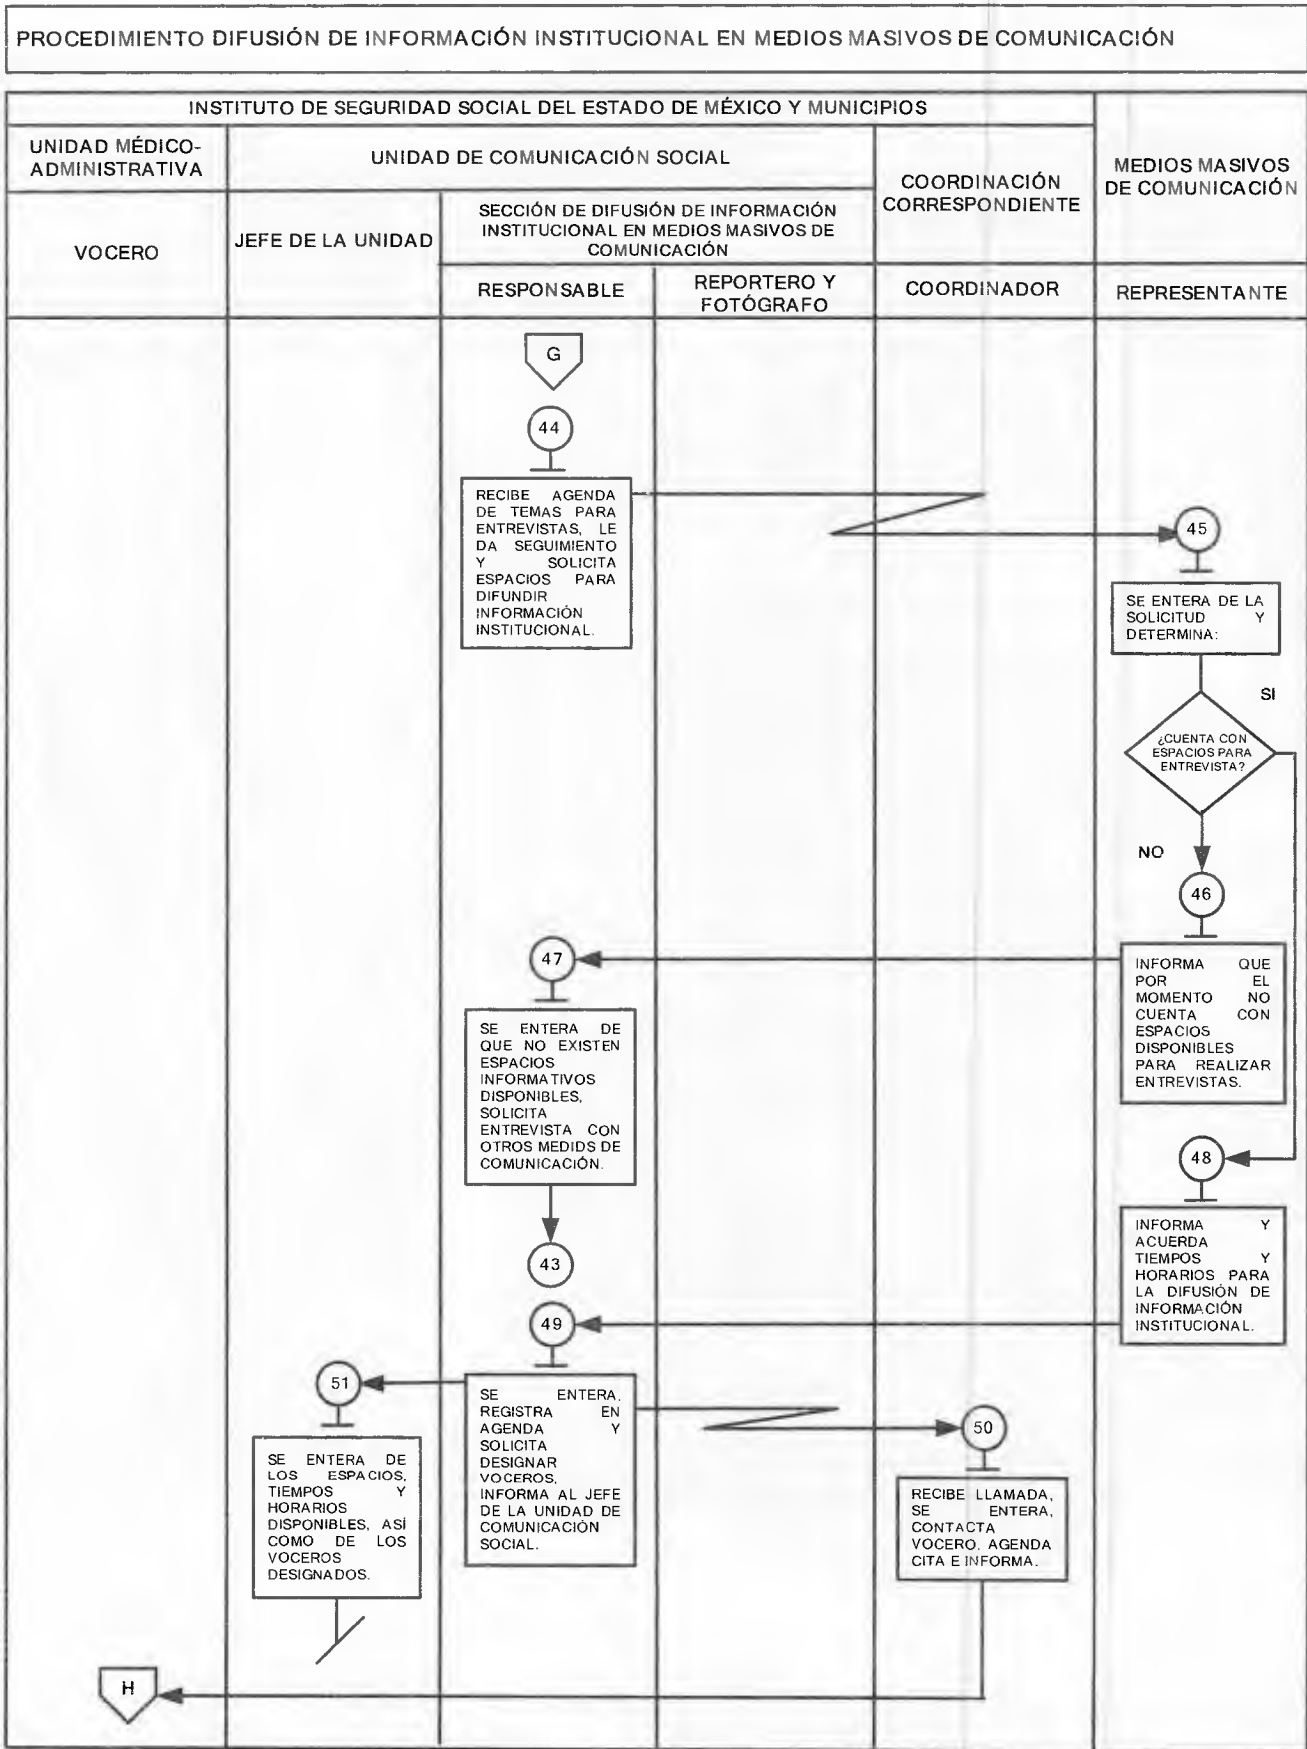 PROCEDIMIENTO DIFUSIÓN DE INFORMACIÓN INSTITUCIONAL EN MEDIOS MASIVOS DE COMUNICACIÓN
INSTITUTO DE SEGURIDAD SOCIAL DEL ESTADO DE MÉXICO Y MUNICIPIOS
UNIDAD MÉDICO-
ADMINISTRATIVA
UNIDAD DE COMUNICACIÓN SOCIAL
COORDINACIÓN
CORRESPONDIENTE
MEDIOS MASIVOS
DE COMUNICACIÓN
VOCERO
JEFE DE LA UNIDAD
SECCIÓN DE DIFUSIÓN DE INFORMACIÓN
INSTITUCIONAL EN MEDIOS MASIVOS DE
COMUNICACIÓN
RESPONSABLE
REPORTERO Y
FOTÓGRAFO
COORDINADOR
REPRESENTANTE
G
44
RECIBE AGENDA
DE TEMAS PARA
ENTREVISTAS, LE
DA SEGUIMIENTO
Y SOLICITA
ESPACIOS PARA
DIFUNDIR
INFORMACIÓN
INSTITUCIONAL.
45
SE ENTERA DE LA
SOLICITUD Y
DETERMINA:
SI
¿CUENTA CON
ESPACIOS PARA
ENTREVISTA?
NO
46
INFORMA QUE
POR EL
MOMENTO NO
CUENTA CON
ESPACIOS
DISPONIBLES
PARA REALIZAR
ENTREVISTAS.
47
SE ENTERA DE
QUE NO EXISTEN
ESPACIOS
INFORMATIVOS
DISPONIBLES,
SOLICITA
ENTREVISTA CON
OTROS MEDIDS DE
COMUNICACIÓN.
43
48
INFORMA Y
ACUERDA
TIEMPOS Y
HORARIOS PARA
LA DIFUSIÓN DE
INFORMACIÓN
INSTITUCIONAL.
49
SE ENTERA,
REGISTRA EN
AGENDA Y
SOLICITA
DESIGNAR
VOCEROS,
INFORMA AL JEFE
DE LA UNIDAD DE
COMUNICACIÓN
SOCIAL.
51
SE ENTERA DE
LOS ESPACIOS,
TIEMPOS Y
HORARIOS
DISPONIBLES, ASÍ
COMO DE LOS
VOCEROS
DESIGNADOS.
50
RECIBE LLAMADA,
SE ENTERA,
CONTACTA
VOCERO, AGENDA
CITA E INFORMA.
H